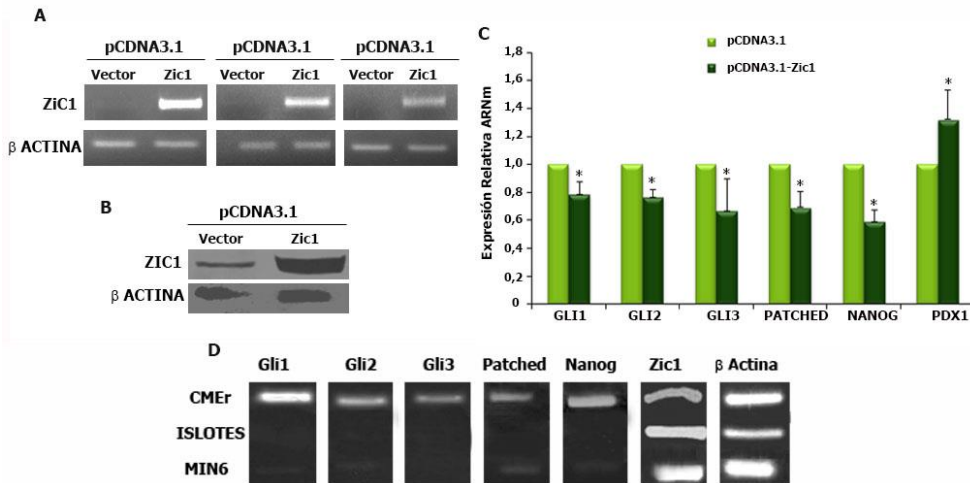 A
pCDNA3.1 pCDNA3.1 pCDNA3.1
Vector Zic1 Vector Zic1 Vector Zic1
ZiC1
β ACTINA
B
pCDNA3.1
Vector Zic1
ZIC1
β ACTINA
C
pCDNA3.1
pCDNA3.1-Zic1
Expresión Relativa ARNm
1,8
1,6
1,4
1,2
1,0
0,8
0,6
0,4
0,2
0
* * * * * *
GLI1 GLI2 GLI3 PATCHED NANOG PDX1
D
Gli1 Gli2 Gli3 Patched Nanog Zic1 β Actina
CMEr
ISLOTES
MIN6